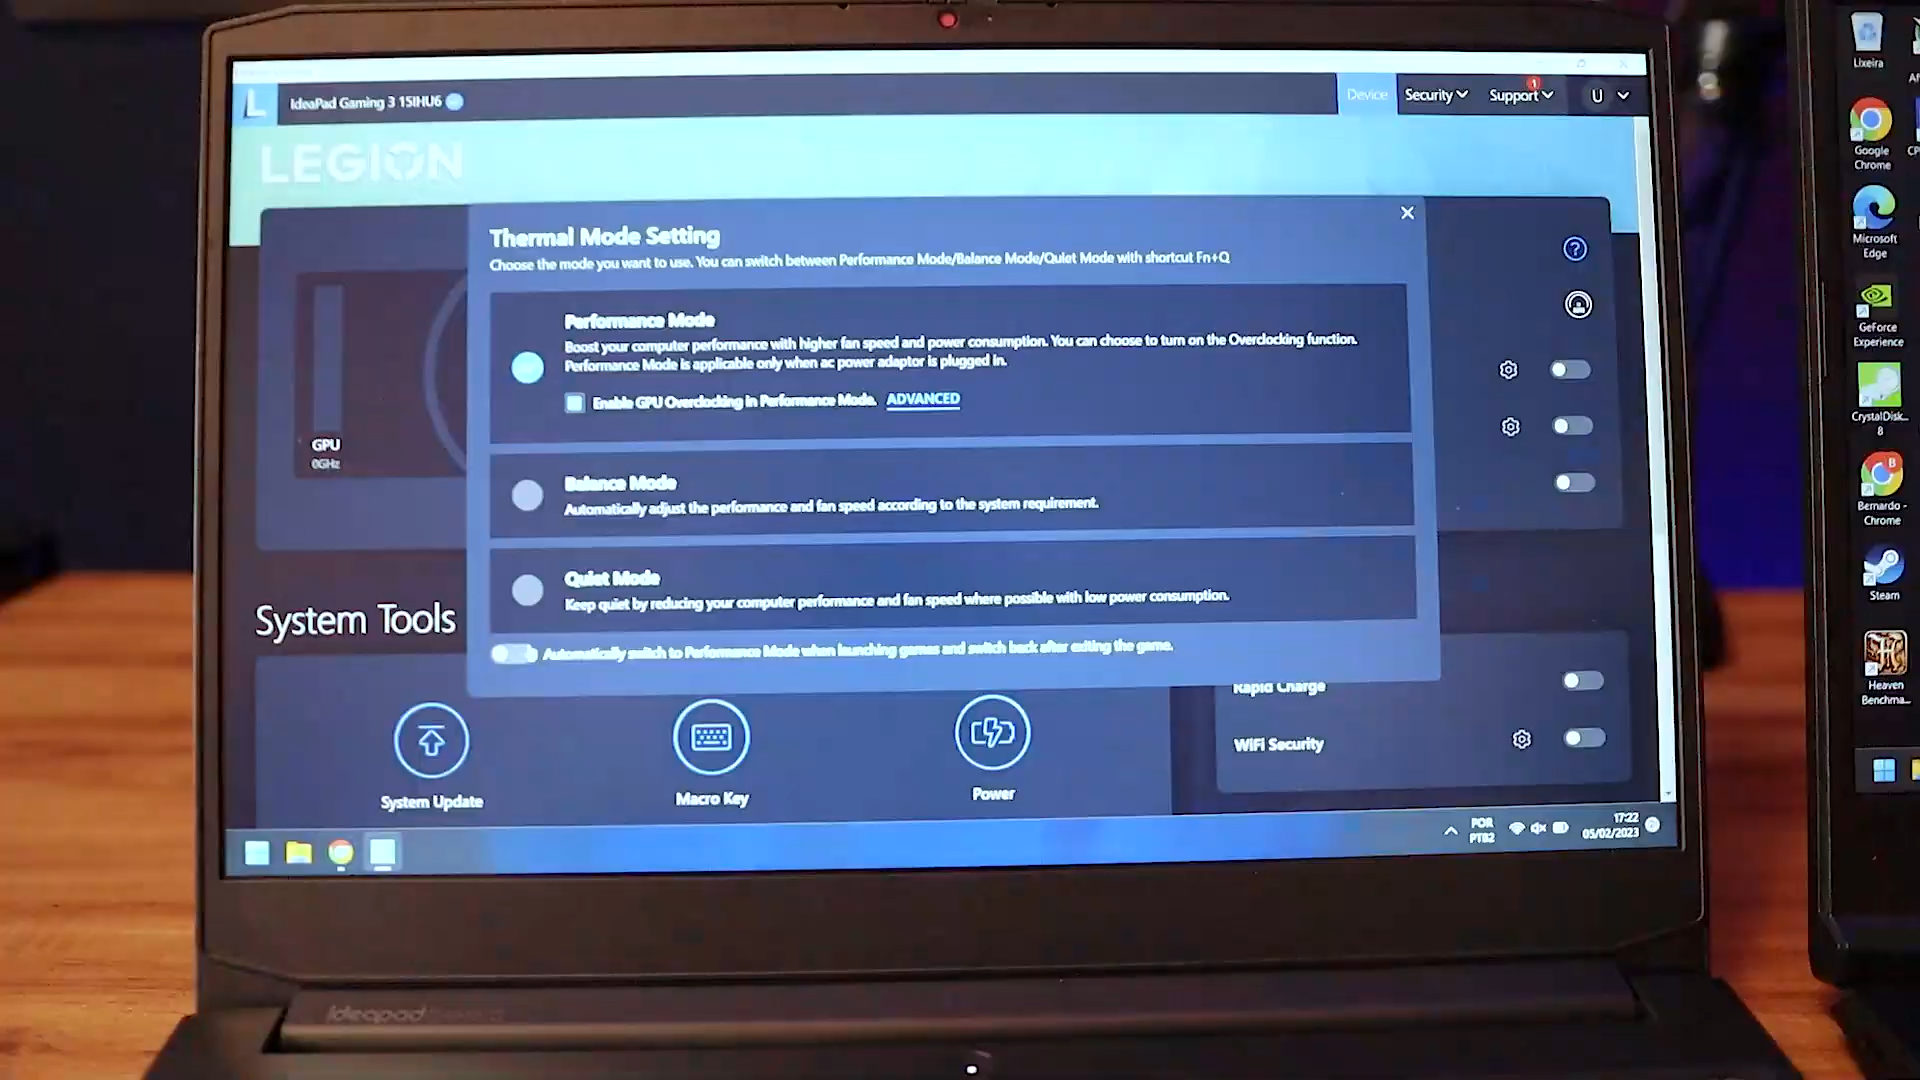 IdeaPad Gaming 3 15IHU6
Device
Security
Support
1
U
LEGION
Thermal Mode Setting
Choose the mode you want to use. You can switch between Performance Mode/Balance Mode/Quiet Mode with shortcut Fn+Q
Performance Mode
Boost your computer performance with higher fan speed and power consumption. You can choose to turn on the Overclocking function.
Performance Mode is applicable only when ac power adaptor is plugged in.
Enable GPU Overclocking in Performance Mode. ADVANCED
Balance Mode
Automatically adjust the performance and fan speed according to the system requirement.
Quiet Mode
Keep quiet by reducing your computer performance and fan speed where possible with low power consumption.
Automatically switch to Performance Mode when launching games and switch back after exiting the game.
GPU
0GHz
System Tools
System Update
Macro Key
Power
Rapid Charge
WiFi Security
POR
PTB2
17:22
05/02/2023
ideapad
Lixeira
Google
Chrome
Microsoft
Edge
GeForce
Experience
CrystalDisk...
8
Bernardo -
Chrome
Steam
Heaven
Benchma...